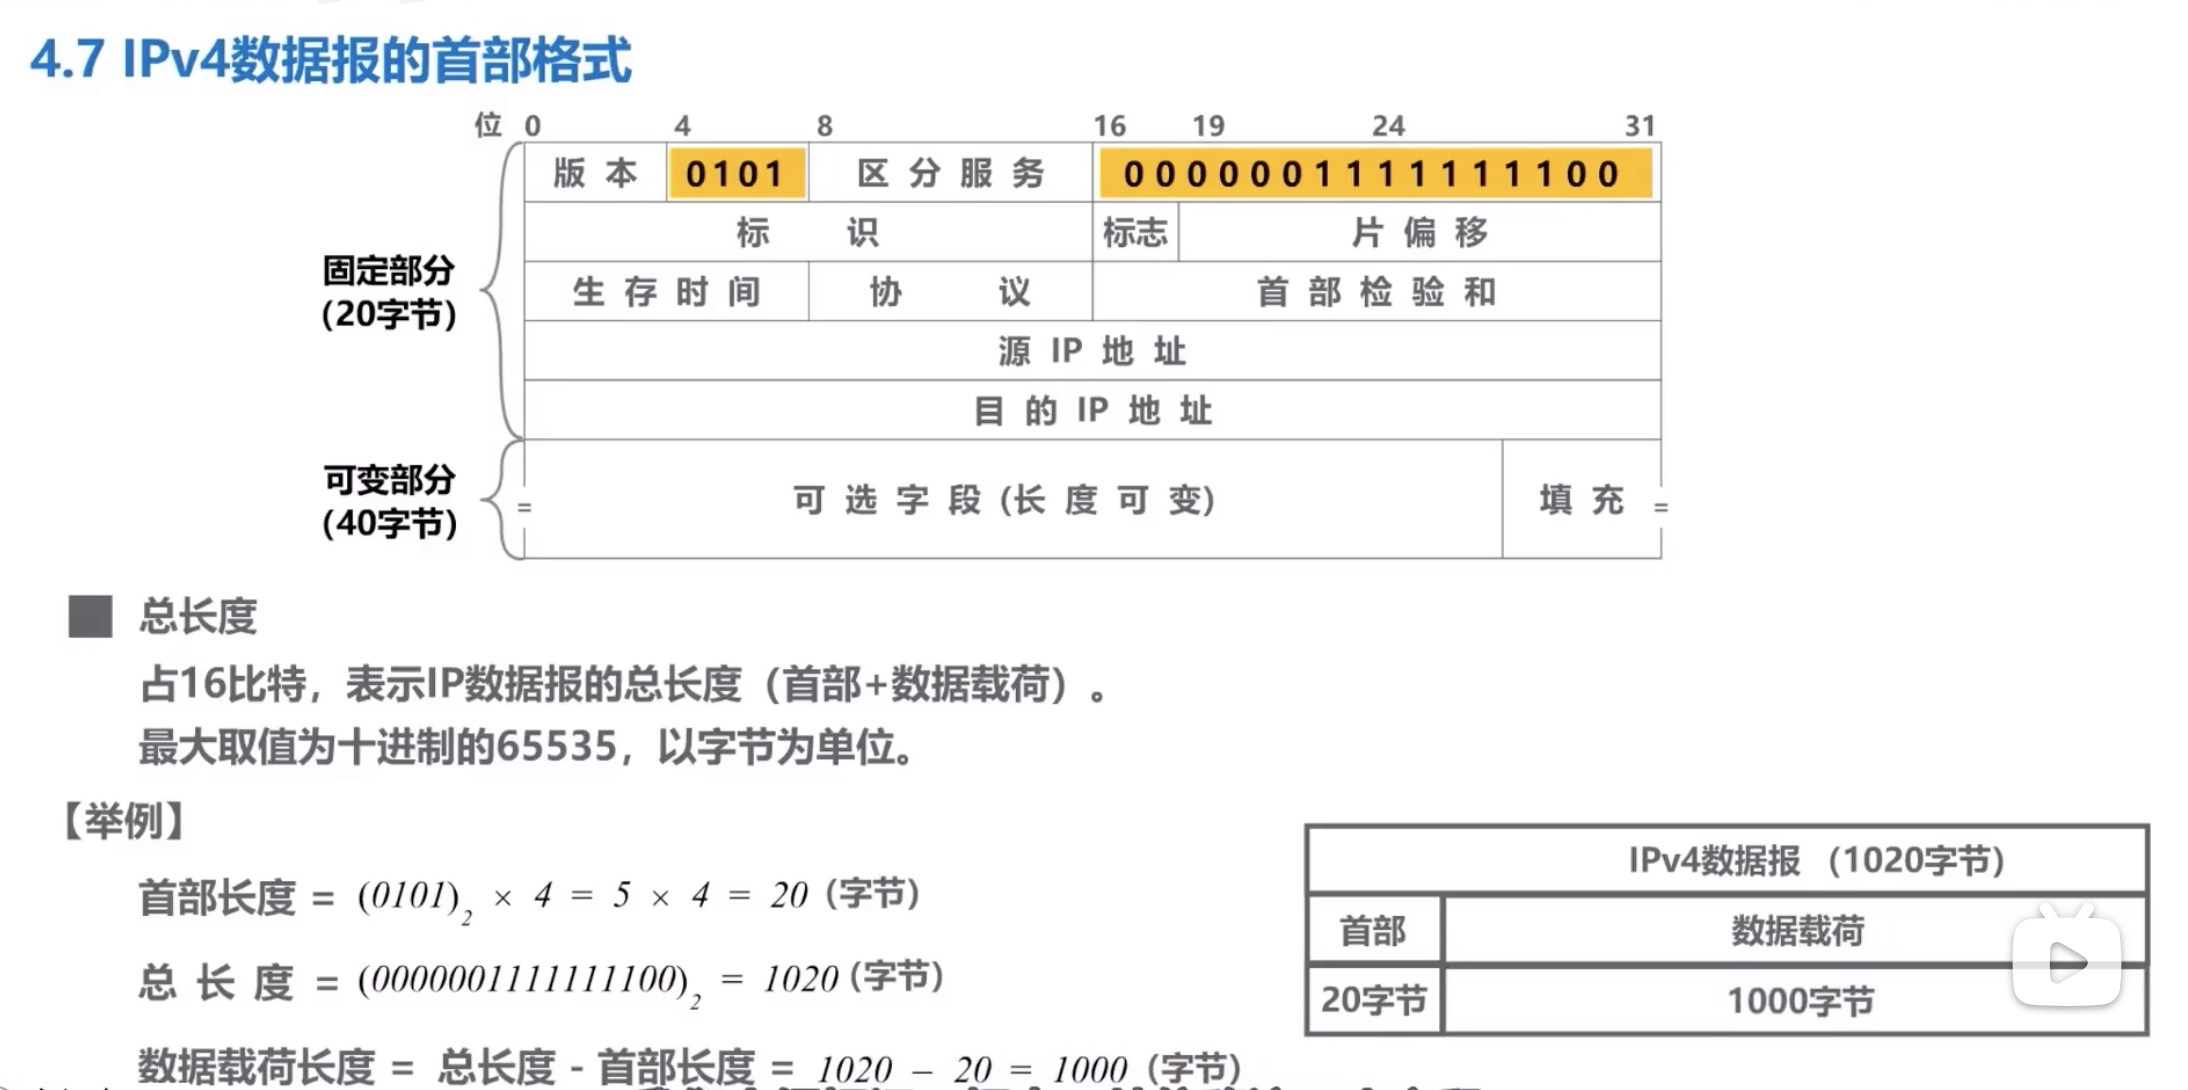 4.7 IPv4数据报的首部格式
位 0 4 8 16 19 24 31
版本 0101 区分服务 0000001111111100
标识 标志 片偏移
固定部分
(20字节)
生存时间 协议 首部检验和
源 IP 地址
目的 IP 地址
可变部分
(40字节)
= 可选字段 (长度可变) 填充 =
■ 总长度
占16比特，表示IP数据报的总长度（首部+数据载荷）。
最大取值为十进制的65535，以字节为单位。
【举例】
首部长度 = (0101)₂ × 4 = 5 × 4 = 20 (字节)
总长度 = (0000001111111100)₂ = 1020 (字节)
数据载荷长度 = 总长度 - 首部长度 = 1020 – 20 = 1000 (字节)
IPv4数据报 （1020字节）
首部 数据载荷
20字节 1000字节